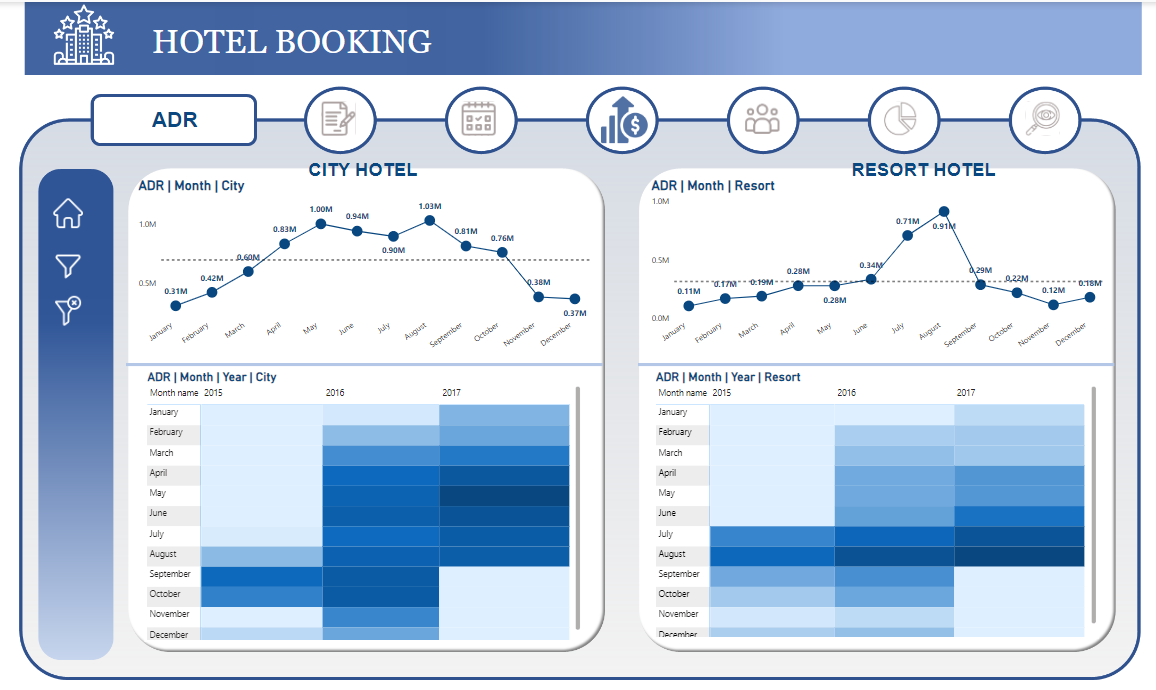 HOTEL BOOKING
ADR
CITY HOTEL
ADR | Month | City
1.0M
0.5M
0.31M
0.42M
0.60M
0.83M
1.00M
0.94M
0.90M
1.03M
0.81M
0.76M
0.38M
0.37M
January
February
March
April
May
June
July
August
September
October
November
December
ADR | Month | Year | City
Month name 2015 2016 2017
January
February
March
April
May
June
July
August
September
October
November
December
RESORT HOTEL
ADR | Month | Resort
1.0M
0.5M
0.0M
0.11M
0.17M
0.19M
0.28M
0.28M
0.34M
0.71M
0.91M
0.29M
0.22M
0.12M
0.18M
January
February
March
April
May
June
July
August
September
October
November
December
ADR | Month | Year | Resort
Month name 2015 2016 2017
January
February
March
April
May
June
July
August
September
October
November
December